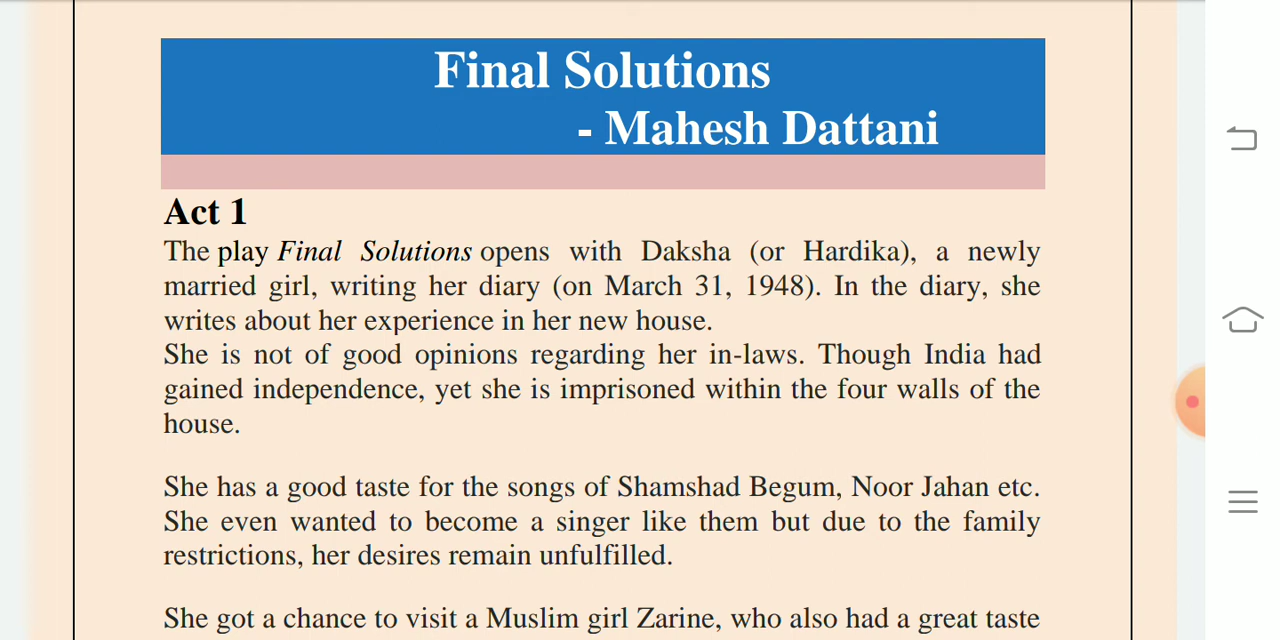 Final Solutions
- Mahesh Dattani
Act 1
The play Final Solutions opens with Daksha (or Hardika), a newly
married girl, writing her diary (on March 31, 1948). In the diary, she
writes about her experience in her new house.
She is not of good opinions regarding her in-laws. Though India had
gained independence, yet she is imprisoned within the four walls of the
house.
She has a good taste for the songs of Shamshad Begum, Noor Jahan etc.
She even wanted to become a singer like them but due to the family
restrictions, her desires remain unfulfilled.
She got a chance to visit a Muslim girl Zarine, who also had a great taste